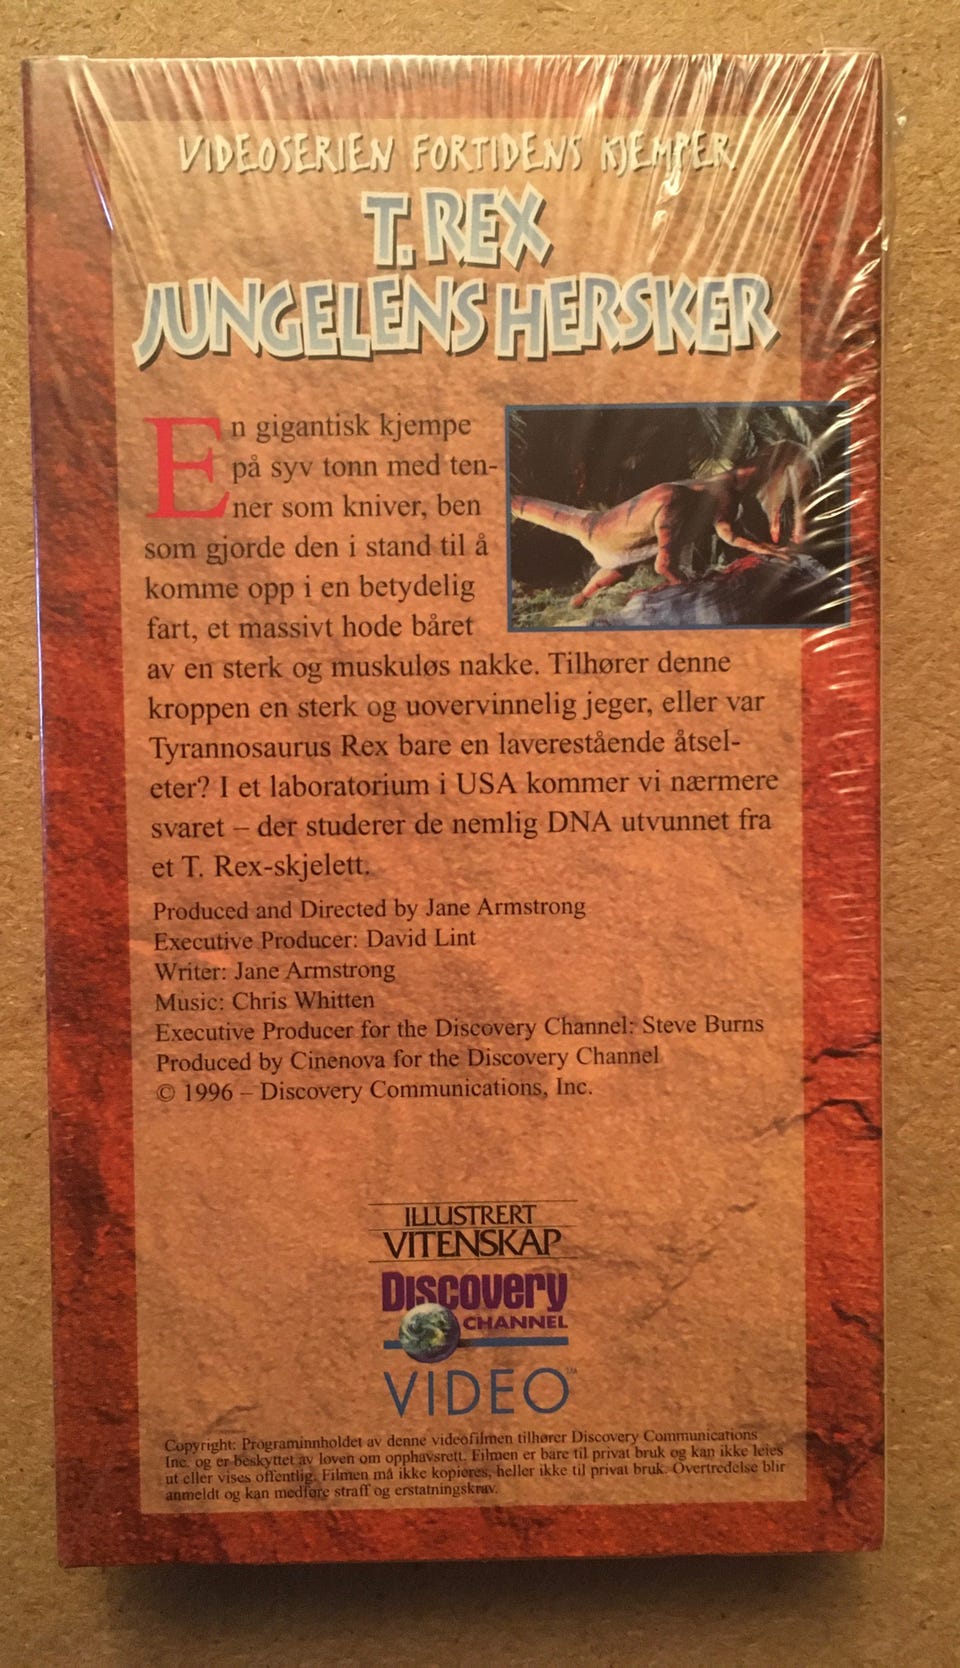 VIDEOSERIEN FORTIDENS KJEMPER
T. REX
JUNGELENS HERSKER
En gigantisk kjempe
på syv tonn med ten-
ner som kniver, ben
som gjorde den i stand til å
komme opp i en betydelig
fart, et massivt hode båret
av en sterk og muskuløs nakke. Tilhører denne
kroppen en sterk og uovervinnelig jeger, eller var
Tyrannosaurus Rex bare en laverestående åtsel-
eter? I et laboratorium i USA kommer vi nærmere
svaret – der studerer de nemlig DNA utvunnet fra
et T. Rex-skjelett.
Produced and Directed by Jane Armstrong
Executive Producer: David Lint
Writer: Jane Armstrong
Music: Chris Whitten
Executive Producer for the Discovery Channel: Steve Burns
Produced by Cinenova for the Discovery Channel
© 1996 – Discovery Communications, Inc.
ILLUSTRERT
VITENSKAP
Discovery
CHANNEL
VIDEO™
Copyright: Programinnholdet av denne videofilmen tilhører Discovery Communications
Inc. og er beskyttet av loven om opphavsrett. Filmen er bare til privat bruk og kan ikke leies
ut eller vises offentlig. Filmen må ikke kopieres, heller ikke til privat bruk. Overtredelse blir
anmeldt og kan medføre straff og erstatningskrav.